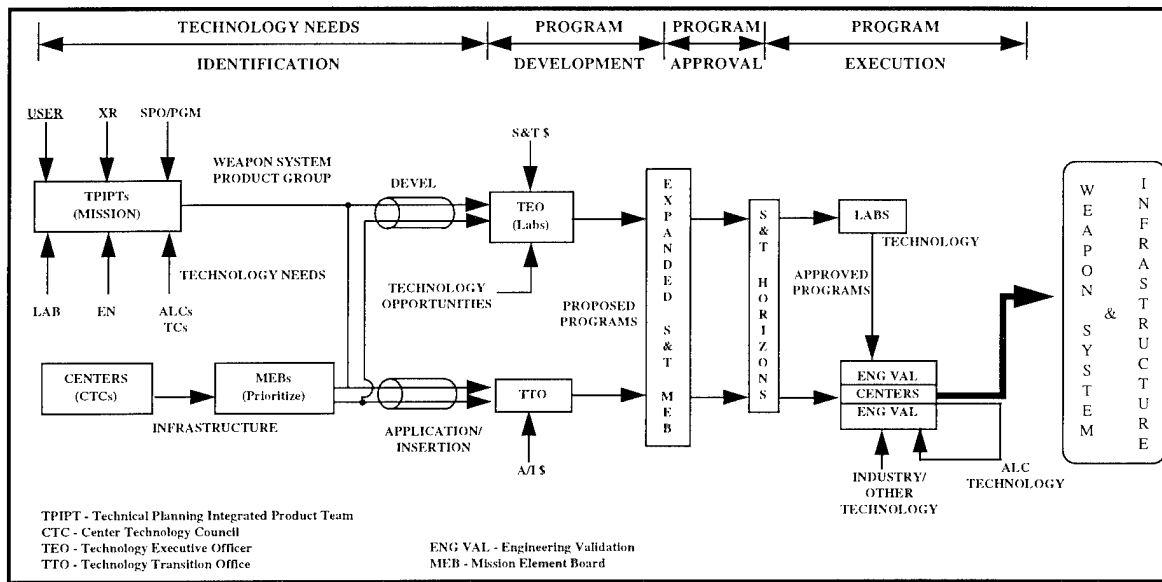 TECHNOLOGY NEEDS
IDENTIFICATION
PROGRAM
DEVELOPMENT
PROGRAM
APPROVAL
PROGRAM
EXECUTION
USER
XR
SPO/PGM
TPIPTs
(MISSION)
LAB
EN
ALCs
TCs
WEAPON SYSTEM
PRODUCT GROUP
TECHNOLOGY NEEDS
DEVEL
S&T $
TEO
(Labs)
TECHNOLOGY
OPPORTUNITIES
CENTERS
(CTCs)
INFRASTRUCTURE
MEBs
(Prioritize)
APPLICATION/
INSERTION
TTO
A/I $
PROPOSED
PROGRAMS
EXPANDED S&T MEB
S&T HORIZONS
LABS
TECHNOLOGY
APPROVED
PROGRAMS
ENG VAL
CENTERS
ENG VAL
INDUSTRY/
OTHER
TECHNOLOGY
ALC
TECHNOLOGY
WEAPON SYSTEM
&
INFRASTRUCTURE
TPIPT - Technical Planning Integrated Product Team
CTC - Center Technology Council
TEO - Technology Executive Officer
TTO - Technology Transition Office
ENG VAL - Engineering Validation
MEB - Mission Element Board